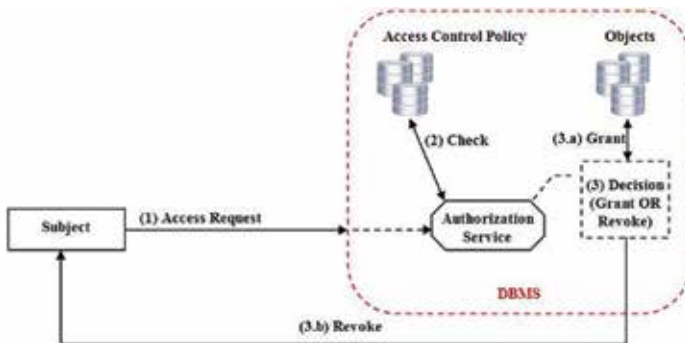 Access Control Policy
Objects
(2) Check
(3.a) Grant
(3) Decision
(Grant OR
Revoke)
Subject
(1) Access Request
Authorization
Service
DBMS
(3.b) Revoke